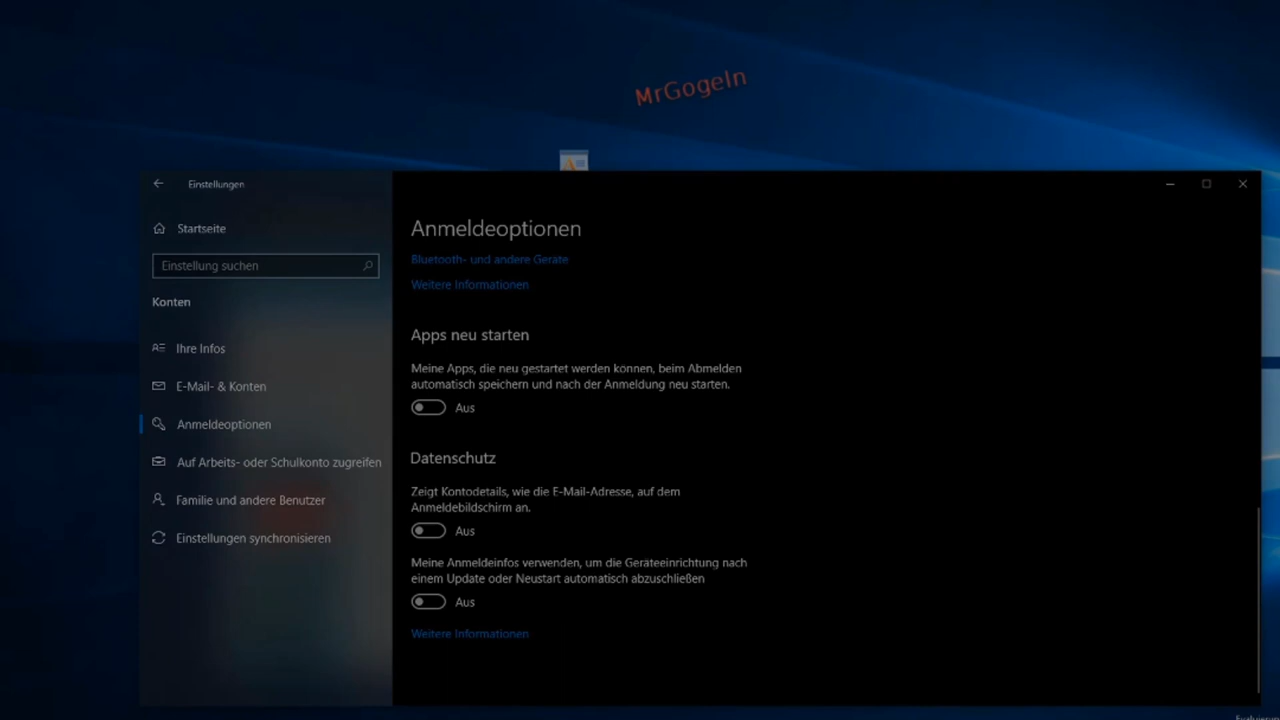 MrGogeln
Einstellungen
Startseite
Einstellung suchen
Konten
Ihre Infos
E-Mail- & Konten
Anmeldeoptionen
Auf Arbeits- oder Schulkonto zugreifen
Familie und andere Benutzer
Einstellungen synchronisieren
Anmeldeoptionen
Bluetooth- und andere Geräte
Weitere Informationen
Apps neu starten
Meine Apps, die neu gestartet werden können, beim Abmelden
automatisch speichern und nach der Anmeldung neu starten.
Aus
Datenschutz
Zeigt Kontodetails, wie die E-Mail-Adresse, auf dem
Anmeldebildschirm an.
Aus
Meine Anmeldeinfos verwenden, um die Geräteeinrichtung nach
einem Update oder Neustart automatisch abzuschließen
Aus
Weitere Informationen